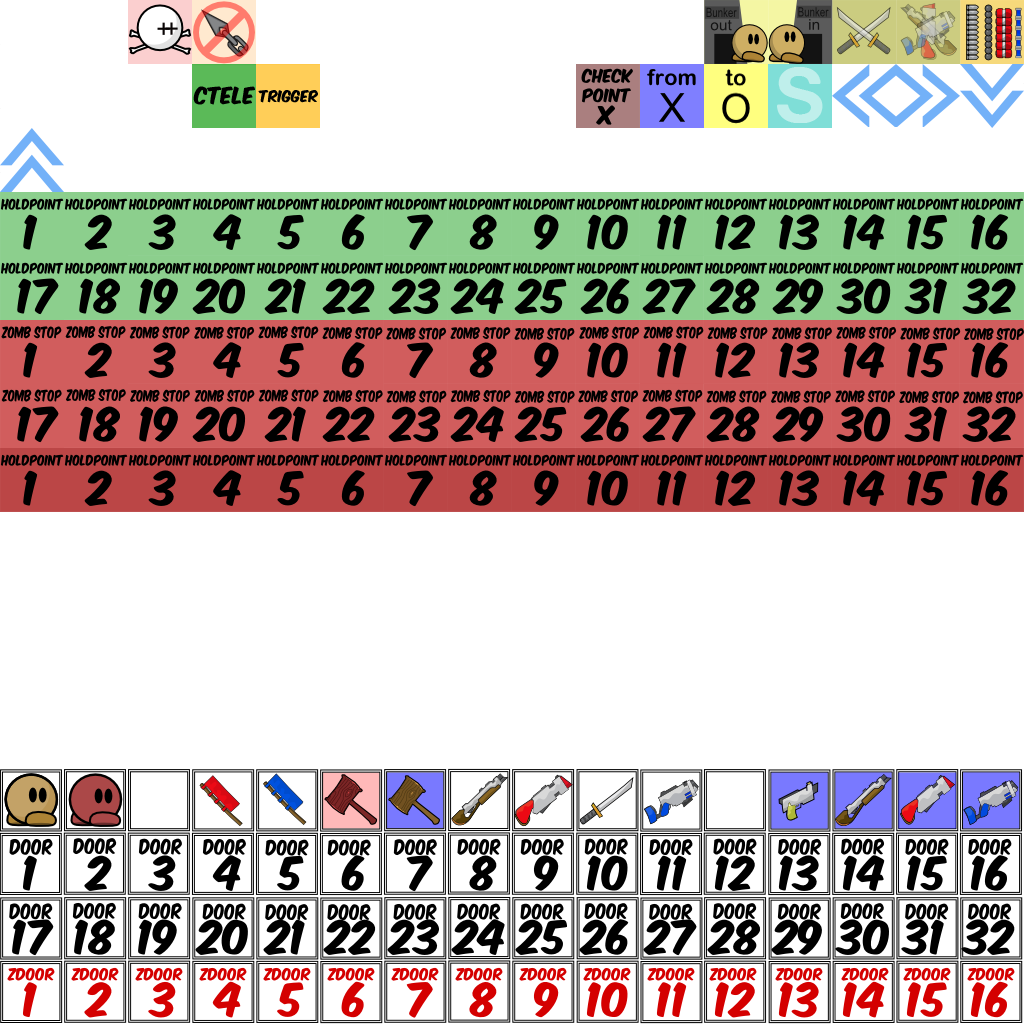 Bunker Bunker
out in
CTELE TRIGGER CHECK POINT X from X to O S
HOLDPOINT HOLDPOINT HOLDPOINT HOLDPOINT HOLDPOINT HOLDPOINT HOLDPOINT HOLDPOINT HOLDPOINT HOLDPOINT HOLDPOINT HOLDPOINT HOLDPOINT HOLDPOINT HOLDPOINT HOLDPOINT
1 2 3 4 5 6 7 8 9 10 11 12 13 14 15 16
HOLDPOINT HOLDPOINT HOLDPOINT HOLDPOINT HOLDPOINT HOLDPOINT HOLDPOINT HOLDPOINT HOLDPOINT HOLDPOINT HOLDPOINT HOLDPOINT HOLDPOINT HOLDPOINT HOLDPOINT HOLDPOINT
17 18 19 20 21 22 23 24 25 26 27 28 29 30 31 32
ZOMB STOP ZOMB STOP ZOMB STOP ZOMB STOP ZOMB STOP ZOMB STOP ZOMB STOP ZOMB STOP ZOMB STOP ZOMB STOP ZOMB STOP ZOMB STOP ZOMB STOP ZOMB STOP ZOMB STOP ZOMB STOP
1 2 3 4 5 6 7 8 9 10 11 12 13 14 15 16
ZOMB STOP ZOMB STOP ZOMB STOP ZOMB STOP ZOMB STOP ZOMB STOP ZOMB STOP ZOMB STOP ZOMB STOP ZOMB STOP ZOMB STOP ZOMB STOP ZOMB STOP ZOMB STOP ZOMB STOP ZOMB STOP
17 18 19 20 21 22 23 24 25 26 27 28 29 30 31 32
HOLDPOINT HOLDPOINT HOLDPOINT HOLDPOINT HOLDPOINT HOLDPOINT HOLDPOINT HOLDPOINT HOLDPOINT HOLDPOINT HOLDPOINT HOLDPOINT HOLDPOINT HOLDPOINT HOLDPOINT HOLDPOINT
1 2 3 4 5 6 7 8 9 10 11 12 13 14 15 16
DOOR DOOR DOOR DOOR DOOR DOOR DOOR DOOR DOOR DOOR DOOR DOOR DOOR DOOR DOOR DOOR
1 2 3 4 5 6 7 8 9 10 11 12 13 14 15 16
DOOR DOOR DOOR DOOR DOOR DOOR DOOR DOOR DOOR DOOR DOOR DOOR DOOR DOOR DOOR DOOR
17 18 19 20 21 22 23 24 25 26 27 28 29 30 31 32
ZDOOR ZDOOR ZDOOR ZDOOR ZDOOR ZDOOR ZDOOR ZDOOR ZDOOR ZDOOR ZDOOR ZDOOR ZDOOR ZDOOR ZDOOR ZDOOR
1 2 3 4 5 6 7 8 9 10 11 12 13 14 15 16